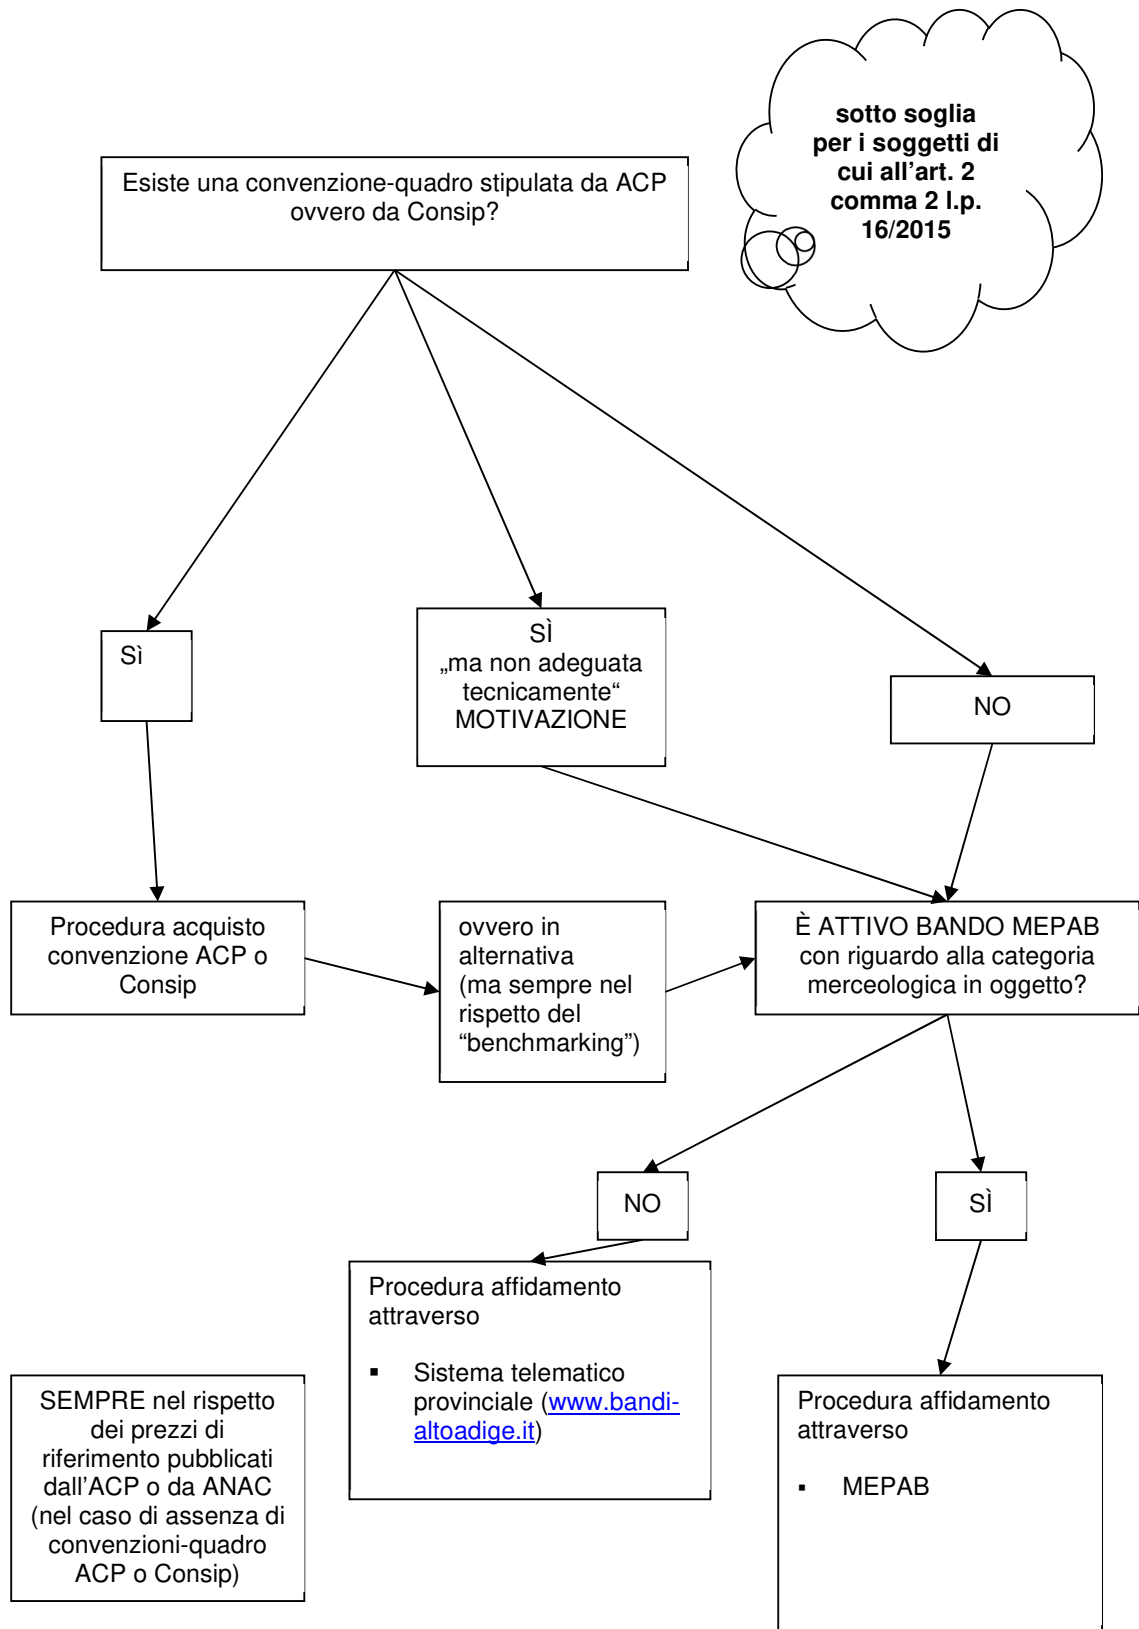 sotto soglia
per i soggetti di
cui all'art. 2
comma 2 l.p.
16/2015
Esiste una convenzione-quadro stipulata da ACP
ovvero da Consip?
Sì
SÌ
„ma non adeguata
tecnicamente“
MOTIVAZIONE
NO
Procedura acquisto
convenzione ACP o
Consip
ovvero in
alternativa
(ma sempre nel
rispetto del
“benchmarking”)
È ATTIVO BANDO MEPAB
con riguardo alla categoria
merceologica in oggetto?
NO
SÌ
Procedura affidamento
attraverso
▪ Sistema telematico
provinciale (www.bandi-
altoadige.it)
SEMPRE nel rispetto
dei prezzi di
riferimento pubblicati
dall'ACP o da ANAC
(nel caso di assenza di
convenzioni-quadro
ACP o Consip)
Procedura affidamento
attraverso
▪ MEPAB